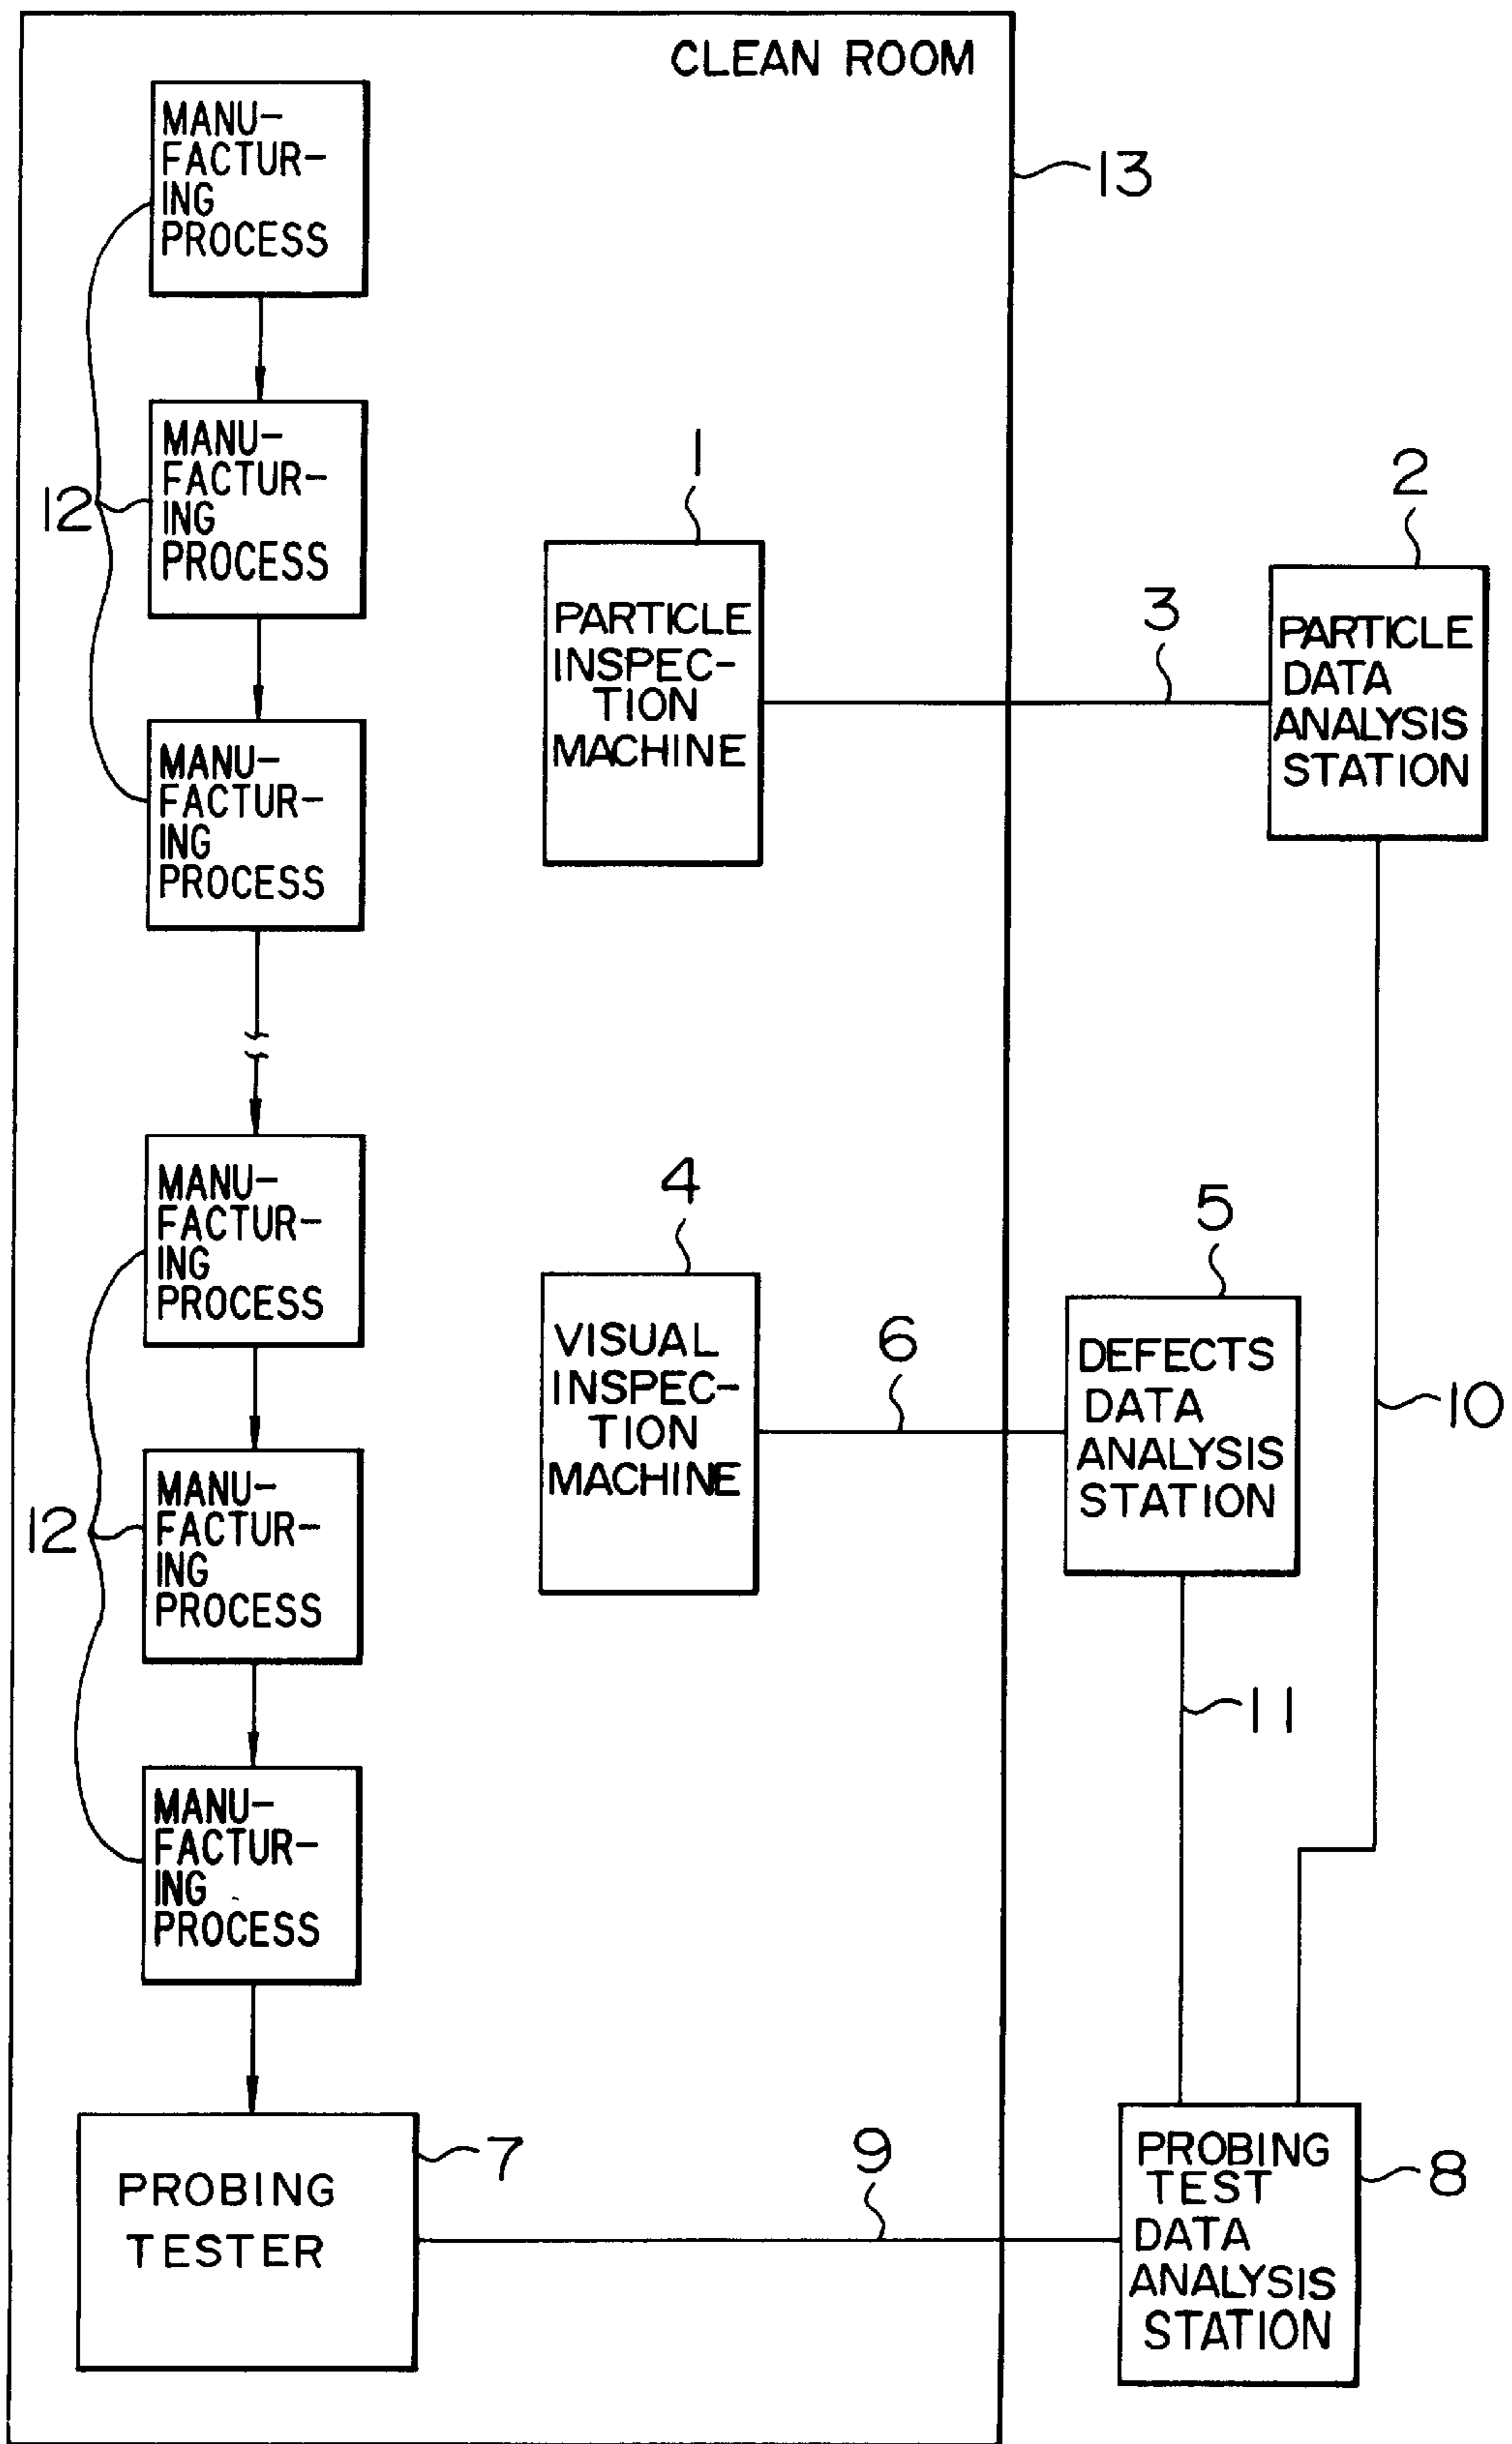 CLEAN ROOM
MANU-
FACTUR-
ING
PROCESS
13
MANU-
FACTUR-
ING
PROCESS
12
1
2
PARTICLE
INSPEC-
TION
MACHINE
3
PARTICLE
DATA
ANALYSIS
STATION
MANU-
FACTUR-
ING
PROCESS
MANU-
FACTUR-
ING
PROCESS
4
5
VISUAL
INSPEC-
TION
MACHINE
6
DEFECTS
DATA
ANALYSIS
STATION
10
MANU-
FACTUR-
ING
PROCESS
12
11
MANU-
FACTUR-
ING
PROCESS
PROBING
TESTER
7
9
PROBING
TEST
DATA
ANALYSIS
STATION
8